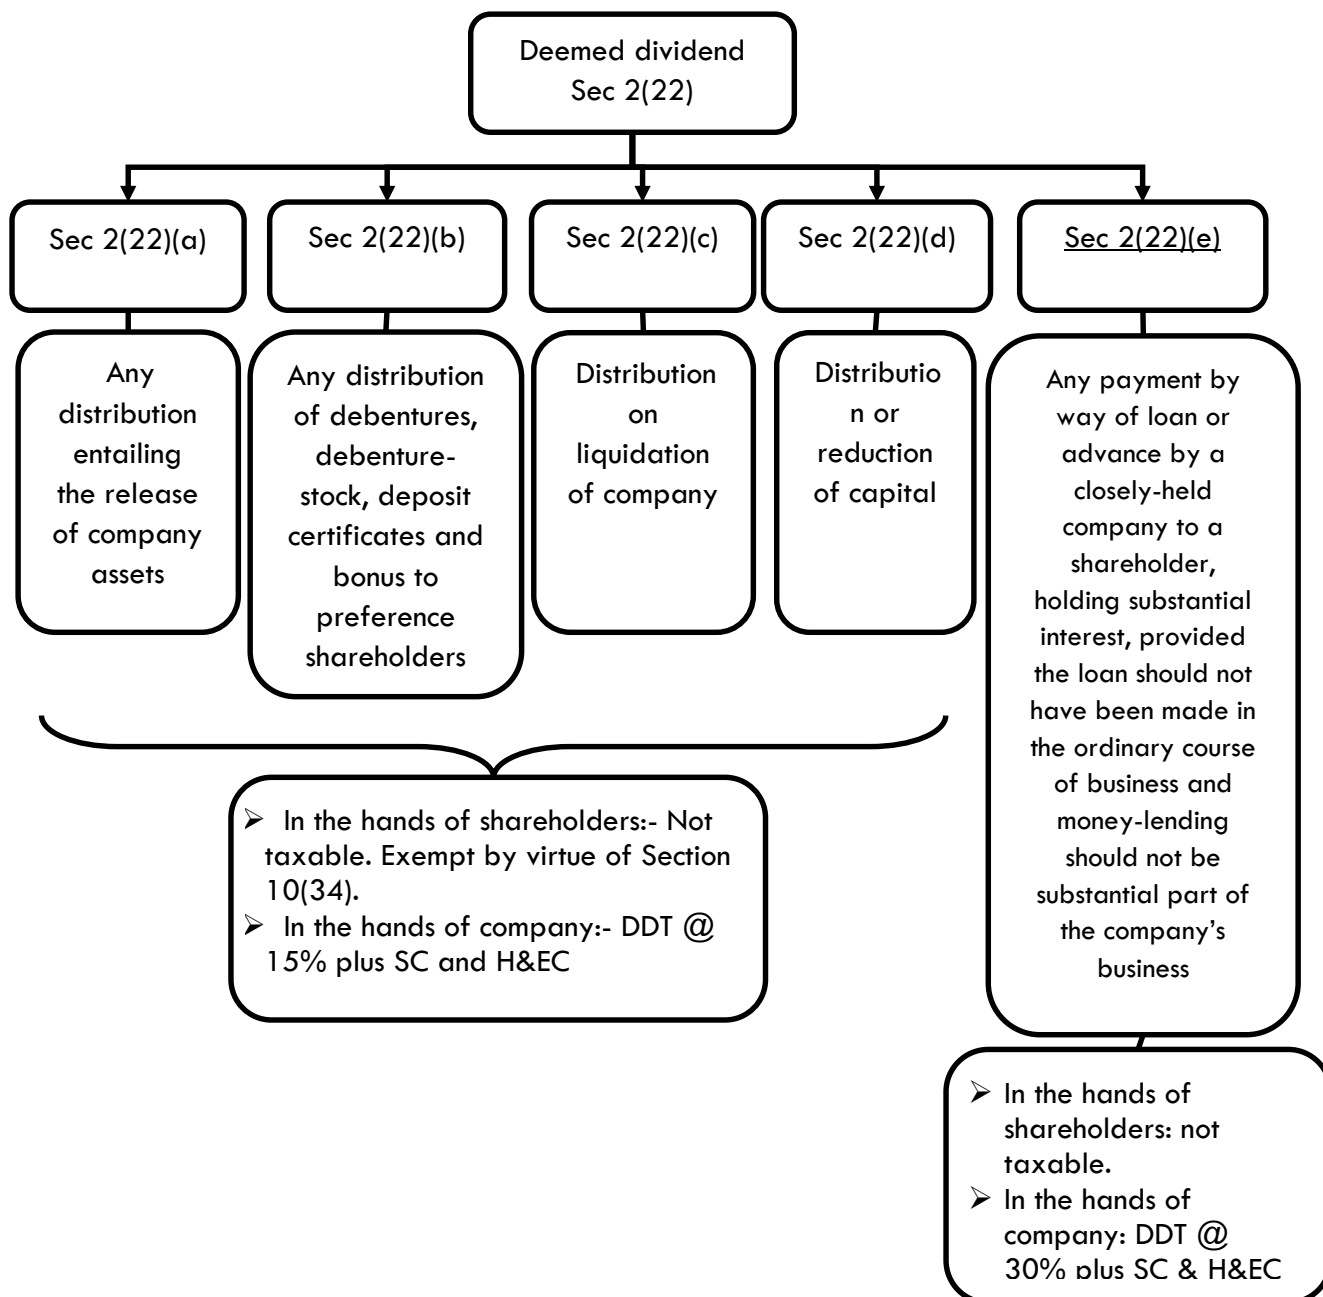 Deemed dividend
Sec 2(22)
Sec 2(22)(a)
Sec 2(22)(b)
Sec 2(22)(c)
Sec 2(22)(d)
Sec 2(22)(e)
Any
distribution
entailing
the release
of company
assets
Any distribution
of debentures,
debenture-
stock, deposit
certificates and
bonus to
preference
shareholders
Distribution
on
liquidation
of company
Distributio
n or
reduction
of capital
Any payment by
way of loan or
advance by a
closely-held
company to a
shareholder,
holding substantial
interest, provided
the loan should not
have been made in
the ordinary course
of business and
money-lending
should not be
substantial part of
the company's
business
➢ In the hands of shareholders:- Not
taxable. Exempt by virtue of Section
10(34).
➢ In the hands of company:- DDT @
15% plus SC and H&EC
➢ In the hands of
shareholders: not
taxable.
➢ In the hands of
company: DDT @
30% plus SC & H&EC